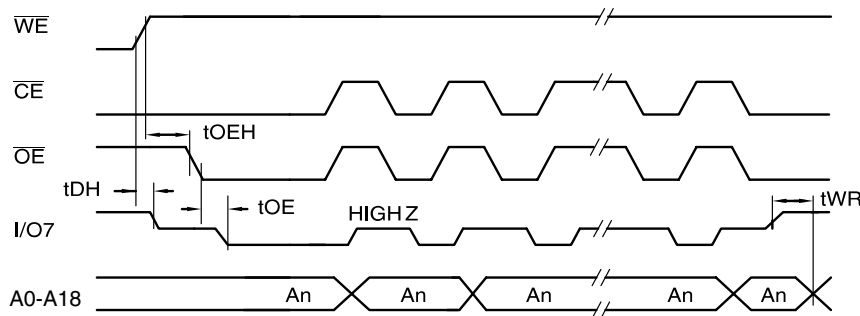 WE
CE
tOEH
OE
tDH
tOE
HIGH Z
tWR
I/O7
A0-A18
An An An An An